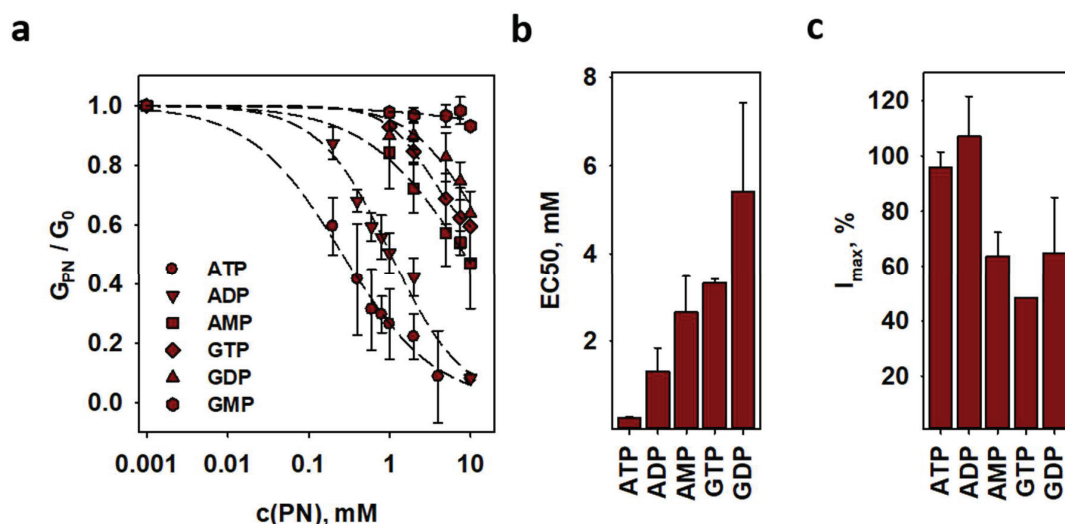 a
1.0
0.8
0.6
0.4
0.2
0.0
G_PN / G_0
ATP
ADP
AMP
GTP
GDP
GMP
0.001
0.1
1
10
c(PN), mM
b
8
6
4
2
EC50, mM
ATP
ADP
AMP
GTP
GDP
c
120
100
80
60
40
20
I_max, %
ATP
ADP
AMP
GTP
GDP